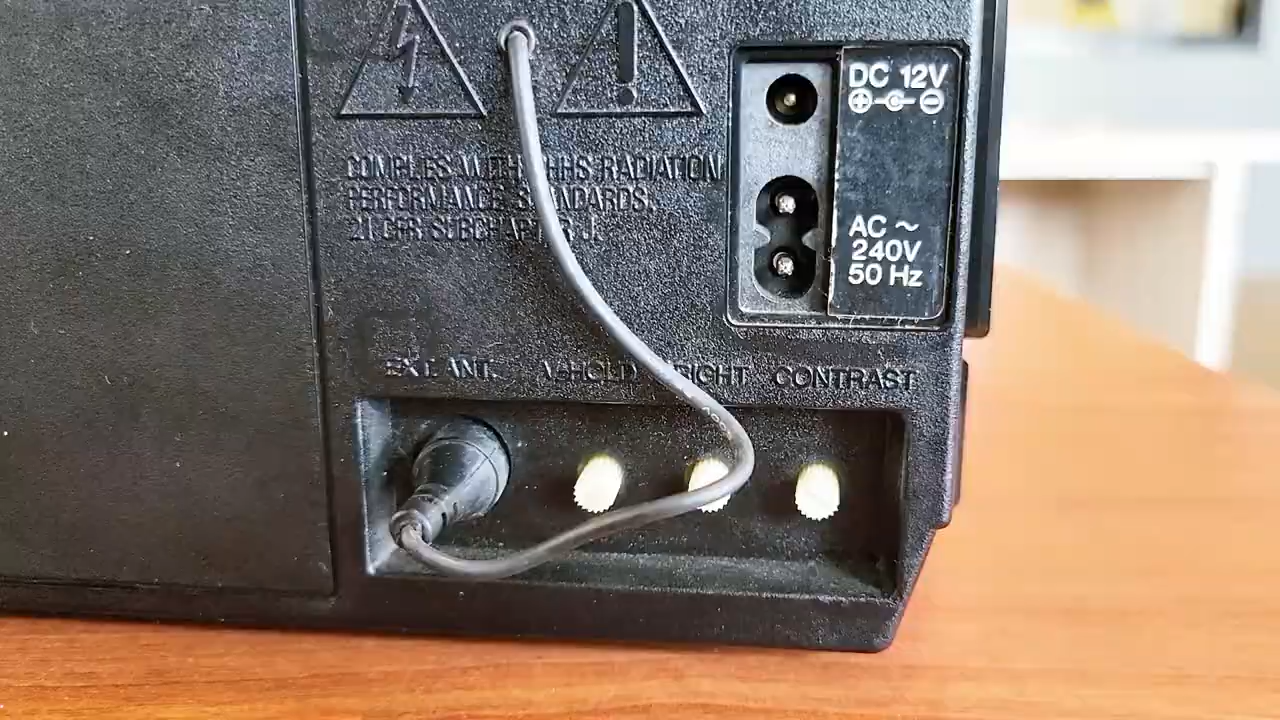 COMPLIES WITH HHS RADIATION
PERFORMANCE STANDARDS.
21 CFR SUBCHAPTER J.
DC 12V
AC ~
240V
50 Hz
EXT. ANT. V-HOLD BRIGHT CONTRAST